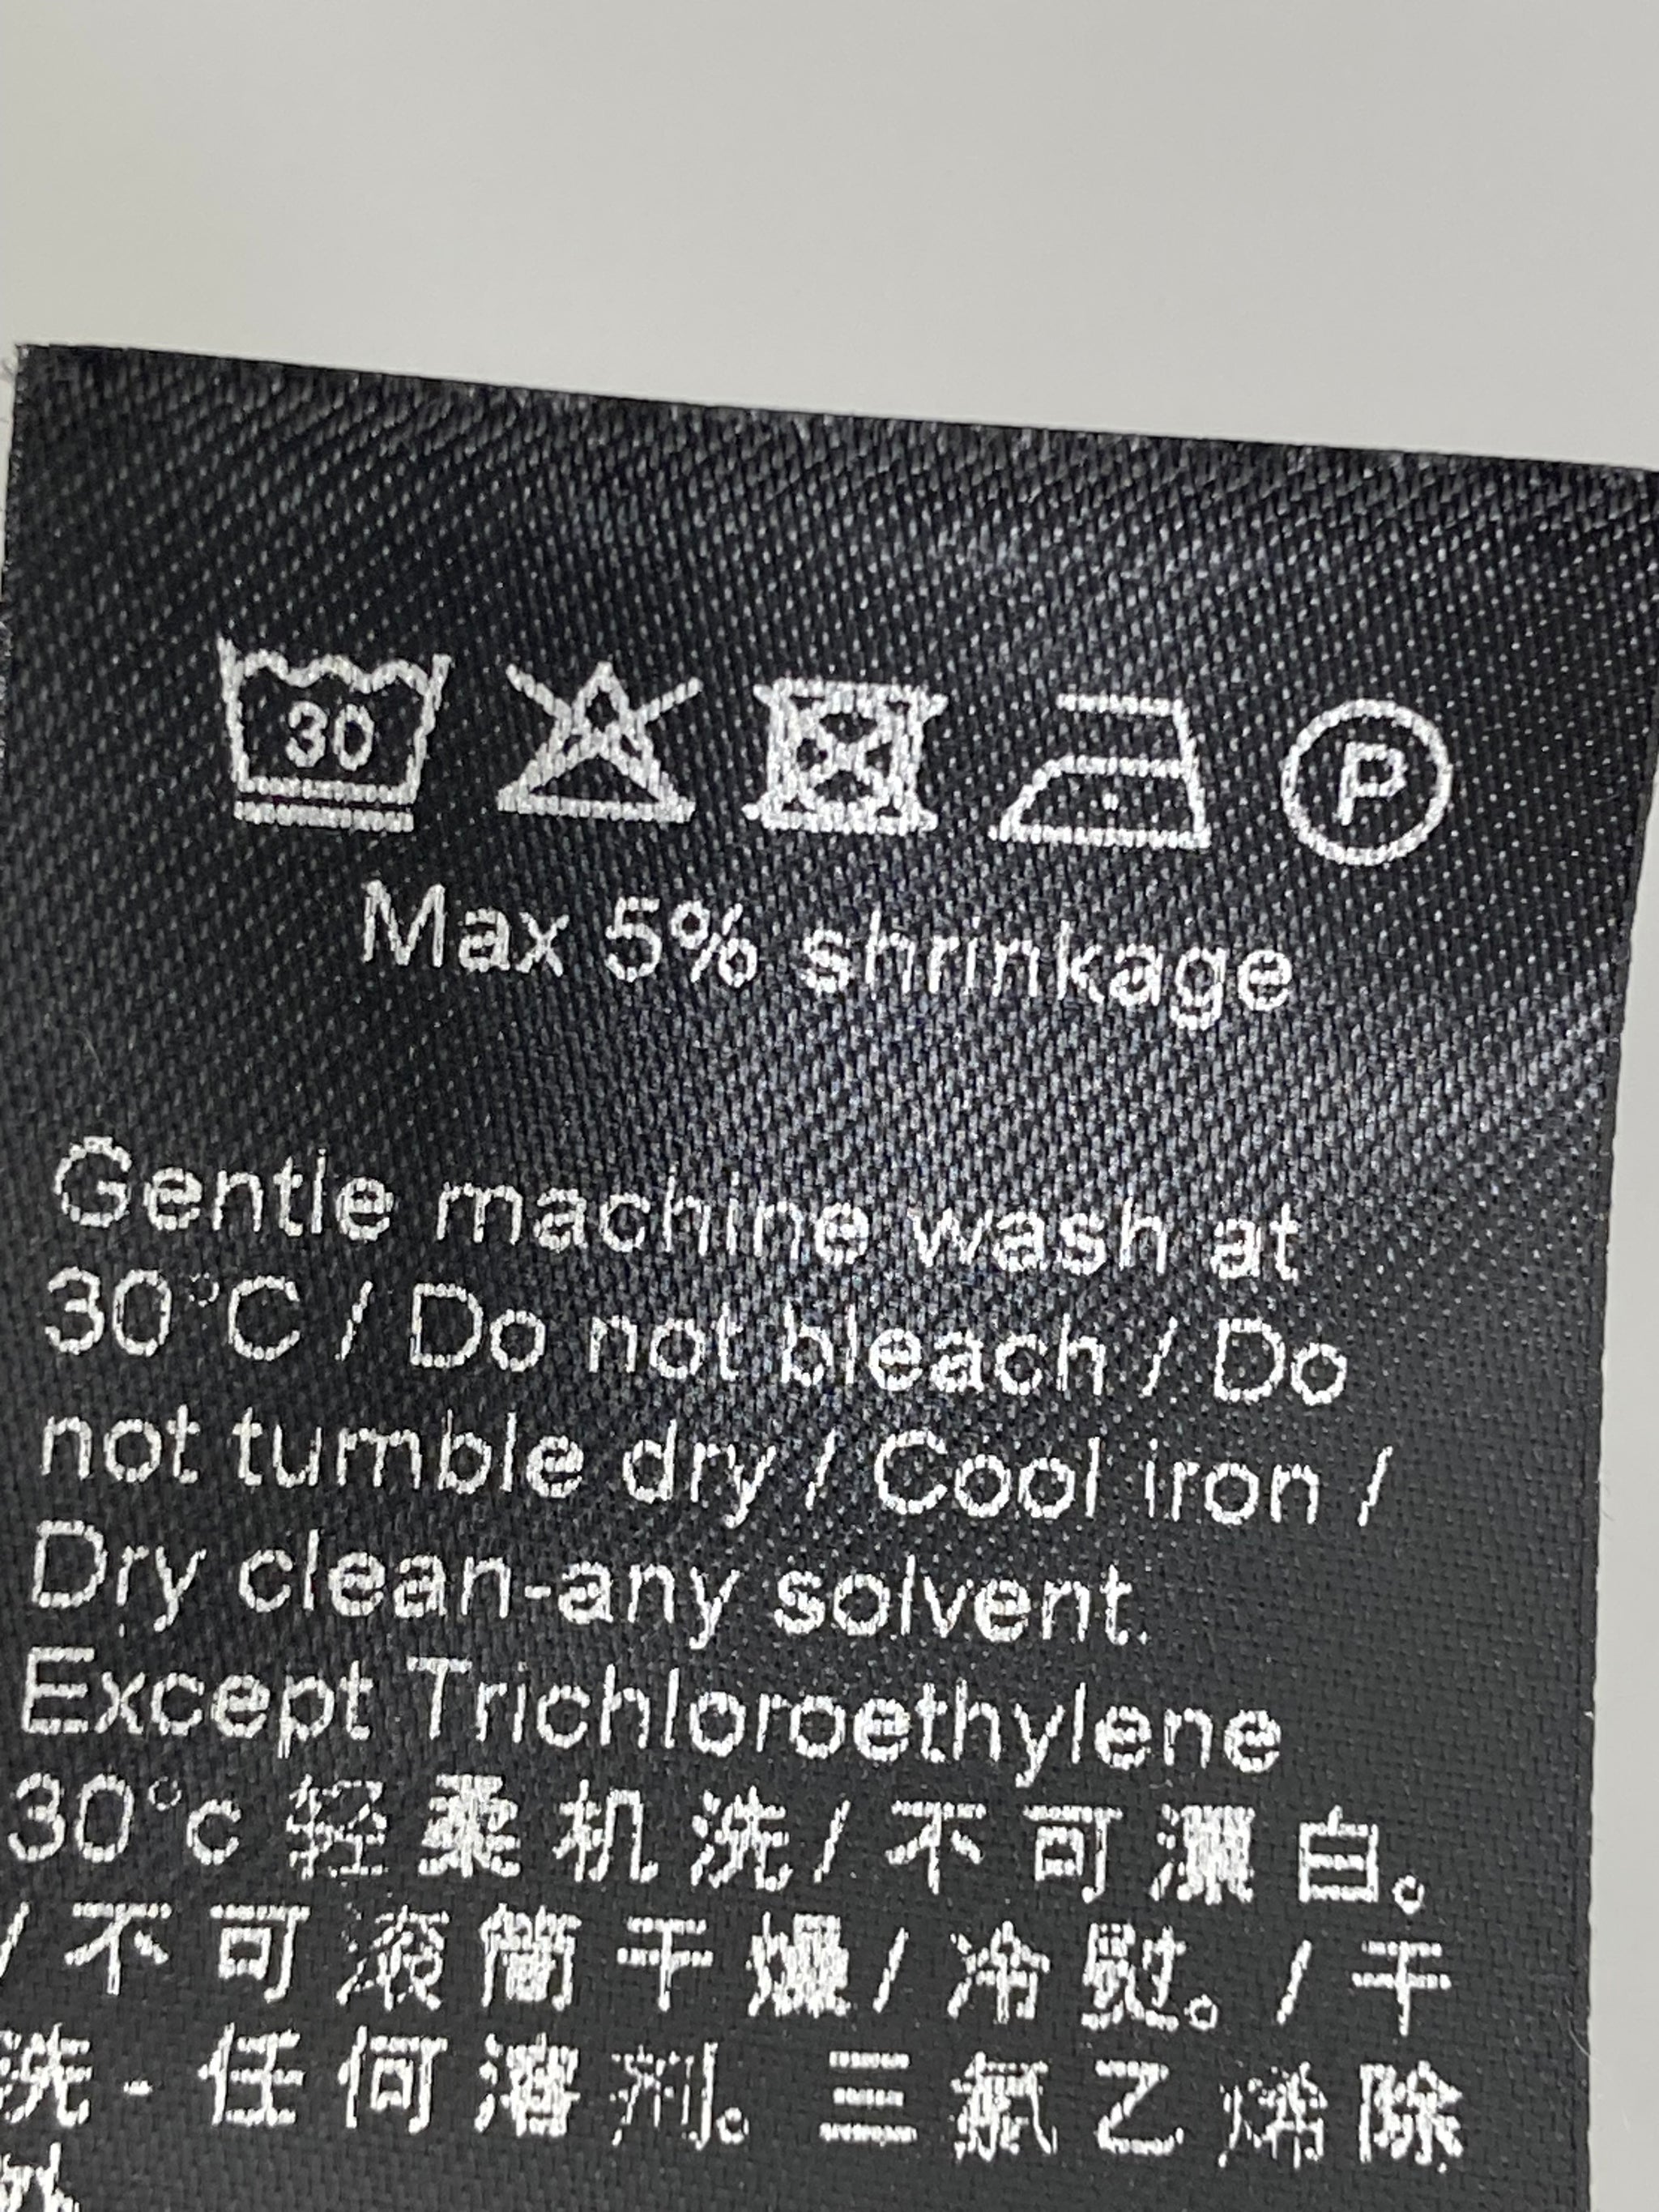 30 P
Max 5% shrinkage
Gentle machine wash at
30°C / Do not bleach / Do
not tumble dry / Cool iron /
Dry clean-any solvent.
Except Trichloroethylene
30°c 轻柔机洗/不可漂白。
/不可滚筒干燥/冷熨。/干
洗-任何溶剂。三氯乙烯除
外